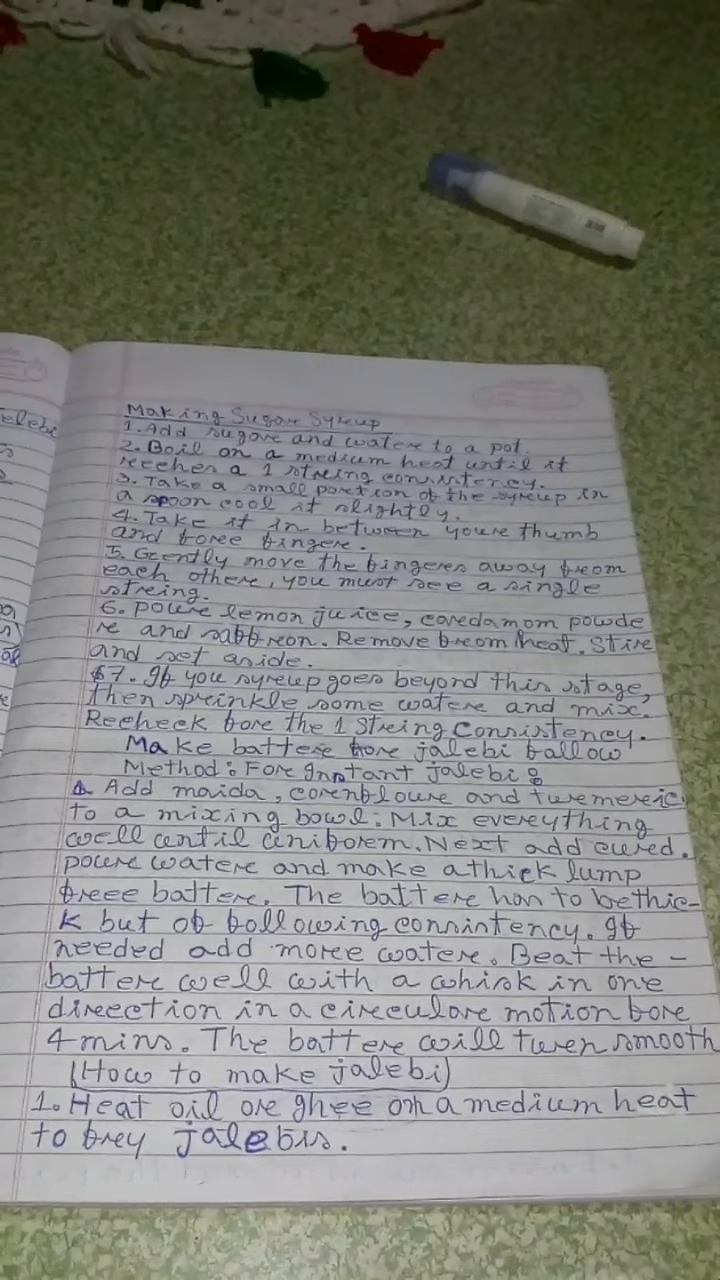 elebi
Making Sugar Syrup
1. Add sugar and water to a pot.
2. Boil on a medium heat until it
reeches a 1 string consistency.
3. Take a small portion of the syrup in
a spoon cool it slightly.
4. Take it in between your thumb
and fore finger.
5. Gently move the fingers away from
each other, you must see a single
string.
6. pour lemon juice, cardamom powde
r and saffron. Remove from heat. Stir
and set aside.
7. If you syrup goes beyond this stage,
then sprinkle some water and mix.
Recheck for the 1 String Consistency.
Make batter for jalebi fallow
Method: For Instant jalebi:
1. Add maida, cornflour and turmeric
to a mixing bowl. Mix everything
well until uniform. Next add curd.
pour water and make a thick lump
free batter. The batter has to be thic-
k but of following consistency. If
needed add more water. Beat the -
batter well with a whisk in one
direction in a circular motion for
4 mins. The batter will turn smooth
(How to make jalebi)
1. Heat oil or ghee on a medium heat
to fry jalebis.